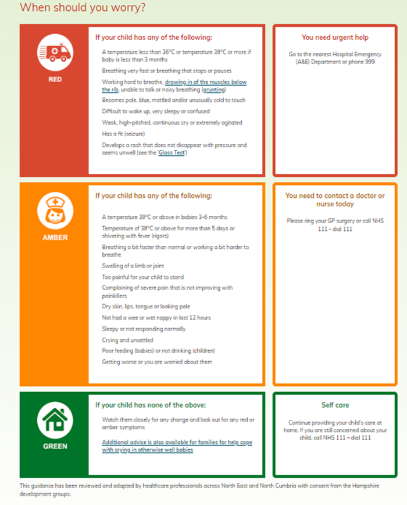 When should you worry?
RED
If your child has any of the following:
A temperature less than 36°C or temperature 38°C or more if
baby is less than 3 months
Breathing very fast or breathing that stops or pauses
Working hard to breathe, drawing in of the muscles below
the rib, unable to talk or noisy breathing (grunting)
Becomes pale, blue, mottled and/or unusually cold to touch
Difficult to wake up, very sleepy or confused
Weak, high-pitched, continuous cry or extremely agitated
Has a fit (seizure)
Develops a rash that does not disappear with pressure and
seems unwell (see the 'Glass Test')
You need urgent help
Go to the nearest Hospital Emergency
(A&E) Department or phone 999
AMBER
If your child has any of the following:
A temperature 39°C or above in babies 3-6 months
Temperature of 38°C or above for more than 5 days or
shivering with fever (rigors)
Breathing a bit faster than normal or working a bit harder to
breathe
Swelling of a limb or joint
Too painful for your child to stand
Complaining of severe pain that is not improving with
painkillers
Dry skin, lips, tongue or looking pale
Not had a wee or wet nappy in last 12 hours
Sleepy or not responding normally
Crying and unsettled
Poor feeding (babies) or not drinking (children)
Getting worse or you are worried about them
You need to contact a doctor or
nurse today
Please ring your GP surgery or call NHS
111 - dial 111
GREEN
If your child has none of the above:
Watch them closely for any change and look out for any red or
amber symptoms
Additional advice is also available for families for help cope
with crying in otherwise well babies
Self care
Continue providing your child's care at
home. If you are still concerned about your
child, call NHS 111 - dial 111
This guidance has been reviewed and adapted by healthcare professionals across North East and North Cumbria with consent from the Hampshire
development groups.